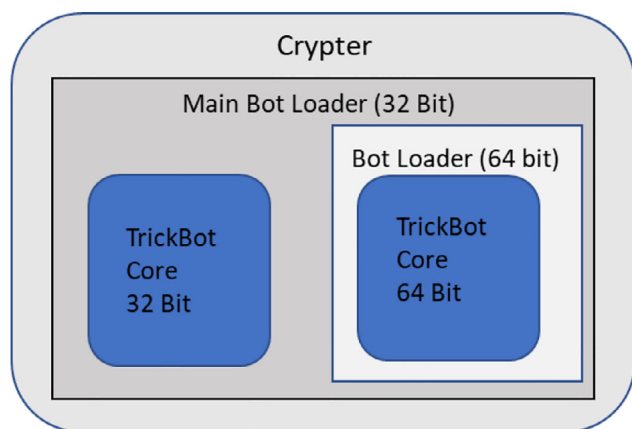 Crypter
Main Bot Loader (32 Bit)
Bot Loader (64 bit)
TrickBot
Core
32 Bit
TrickBot
Core
64 Bit